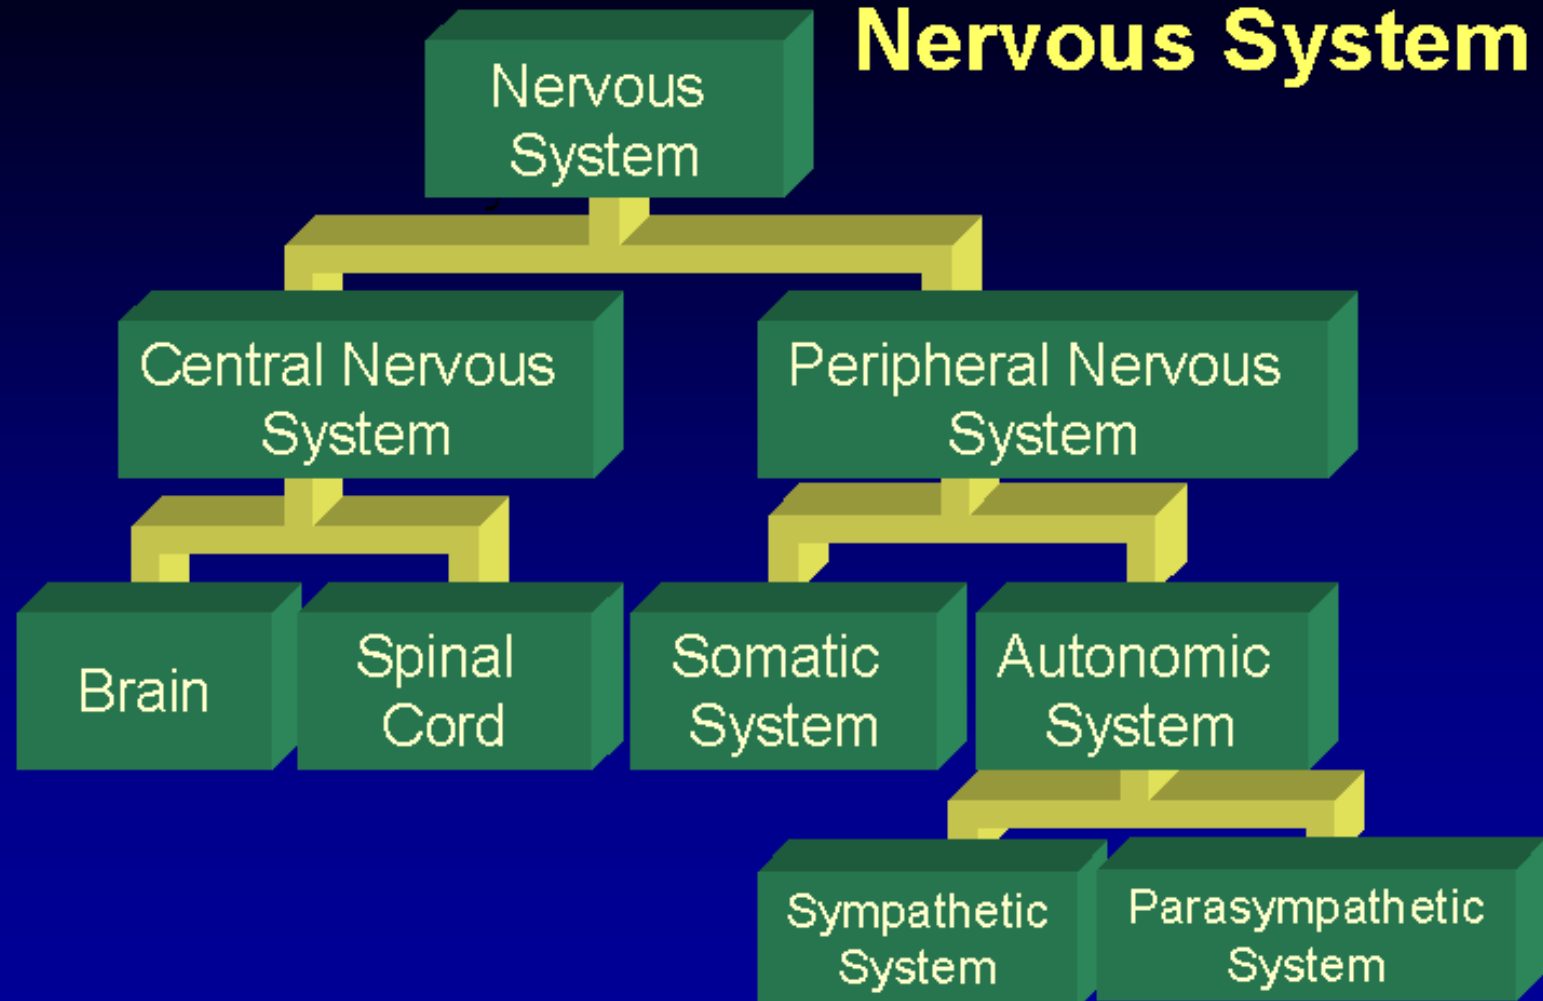 Nervous System
Nervous
System
Central Nervous
System
Peripheral Nervous
System
Brain
Spinal
Cord
Somatic
System
Autonomic
System
Sympathetic
System
Parasympathetic
System